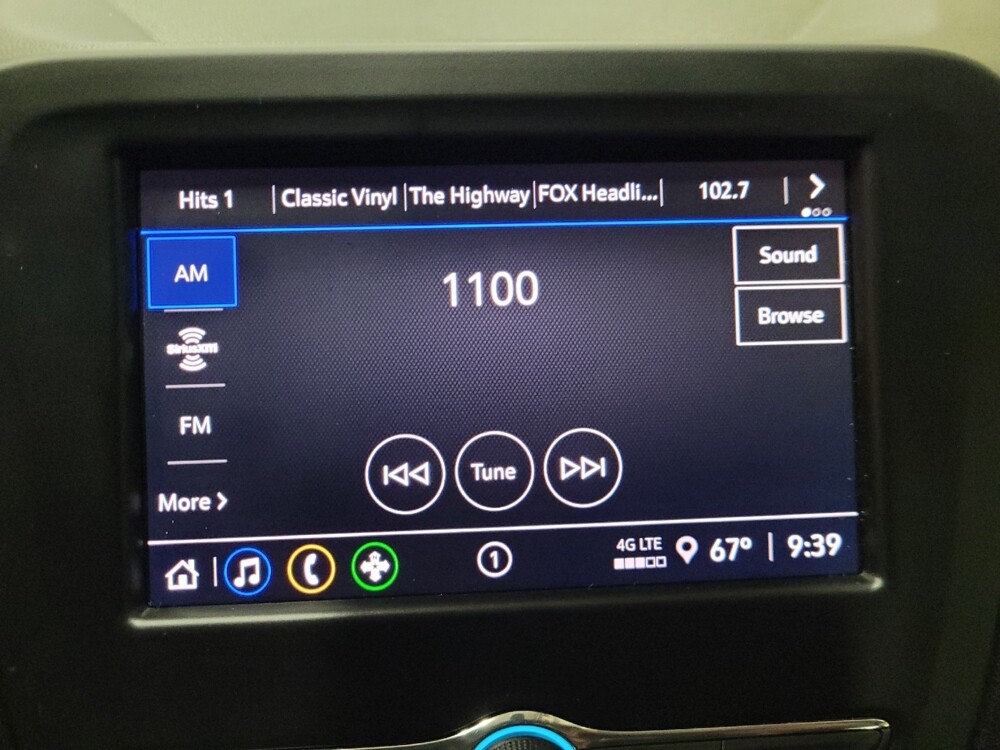 Hits 1 Classic Vinyl The Highway FOX Headli... 102.7
AM
1100
Sound
Browse
SiriusXM
FM
More
Tune
1
4G LTE
67° 9:39